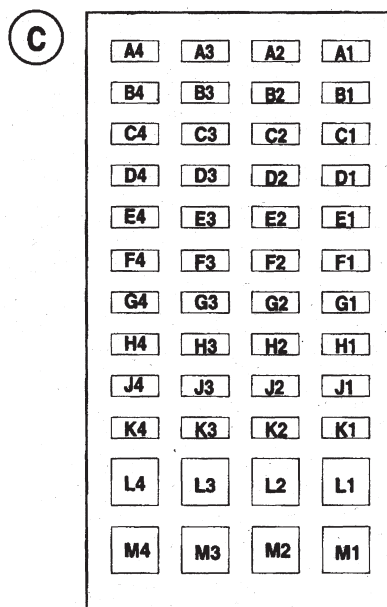 C
A4 A3 A2 A1
B4 B3 B2 B1
C4 C3 C2 C1
D4 D3 D2 D1
E4 E3 E2 E1
F4 F3 F2 F1
G4 G3 G2 G1
H4 H3 H2 H1
J4 J3 J2 J1
K4 K3 K2 K1
L4 L3 L2 L1
M4 M3 M2 M1